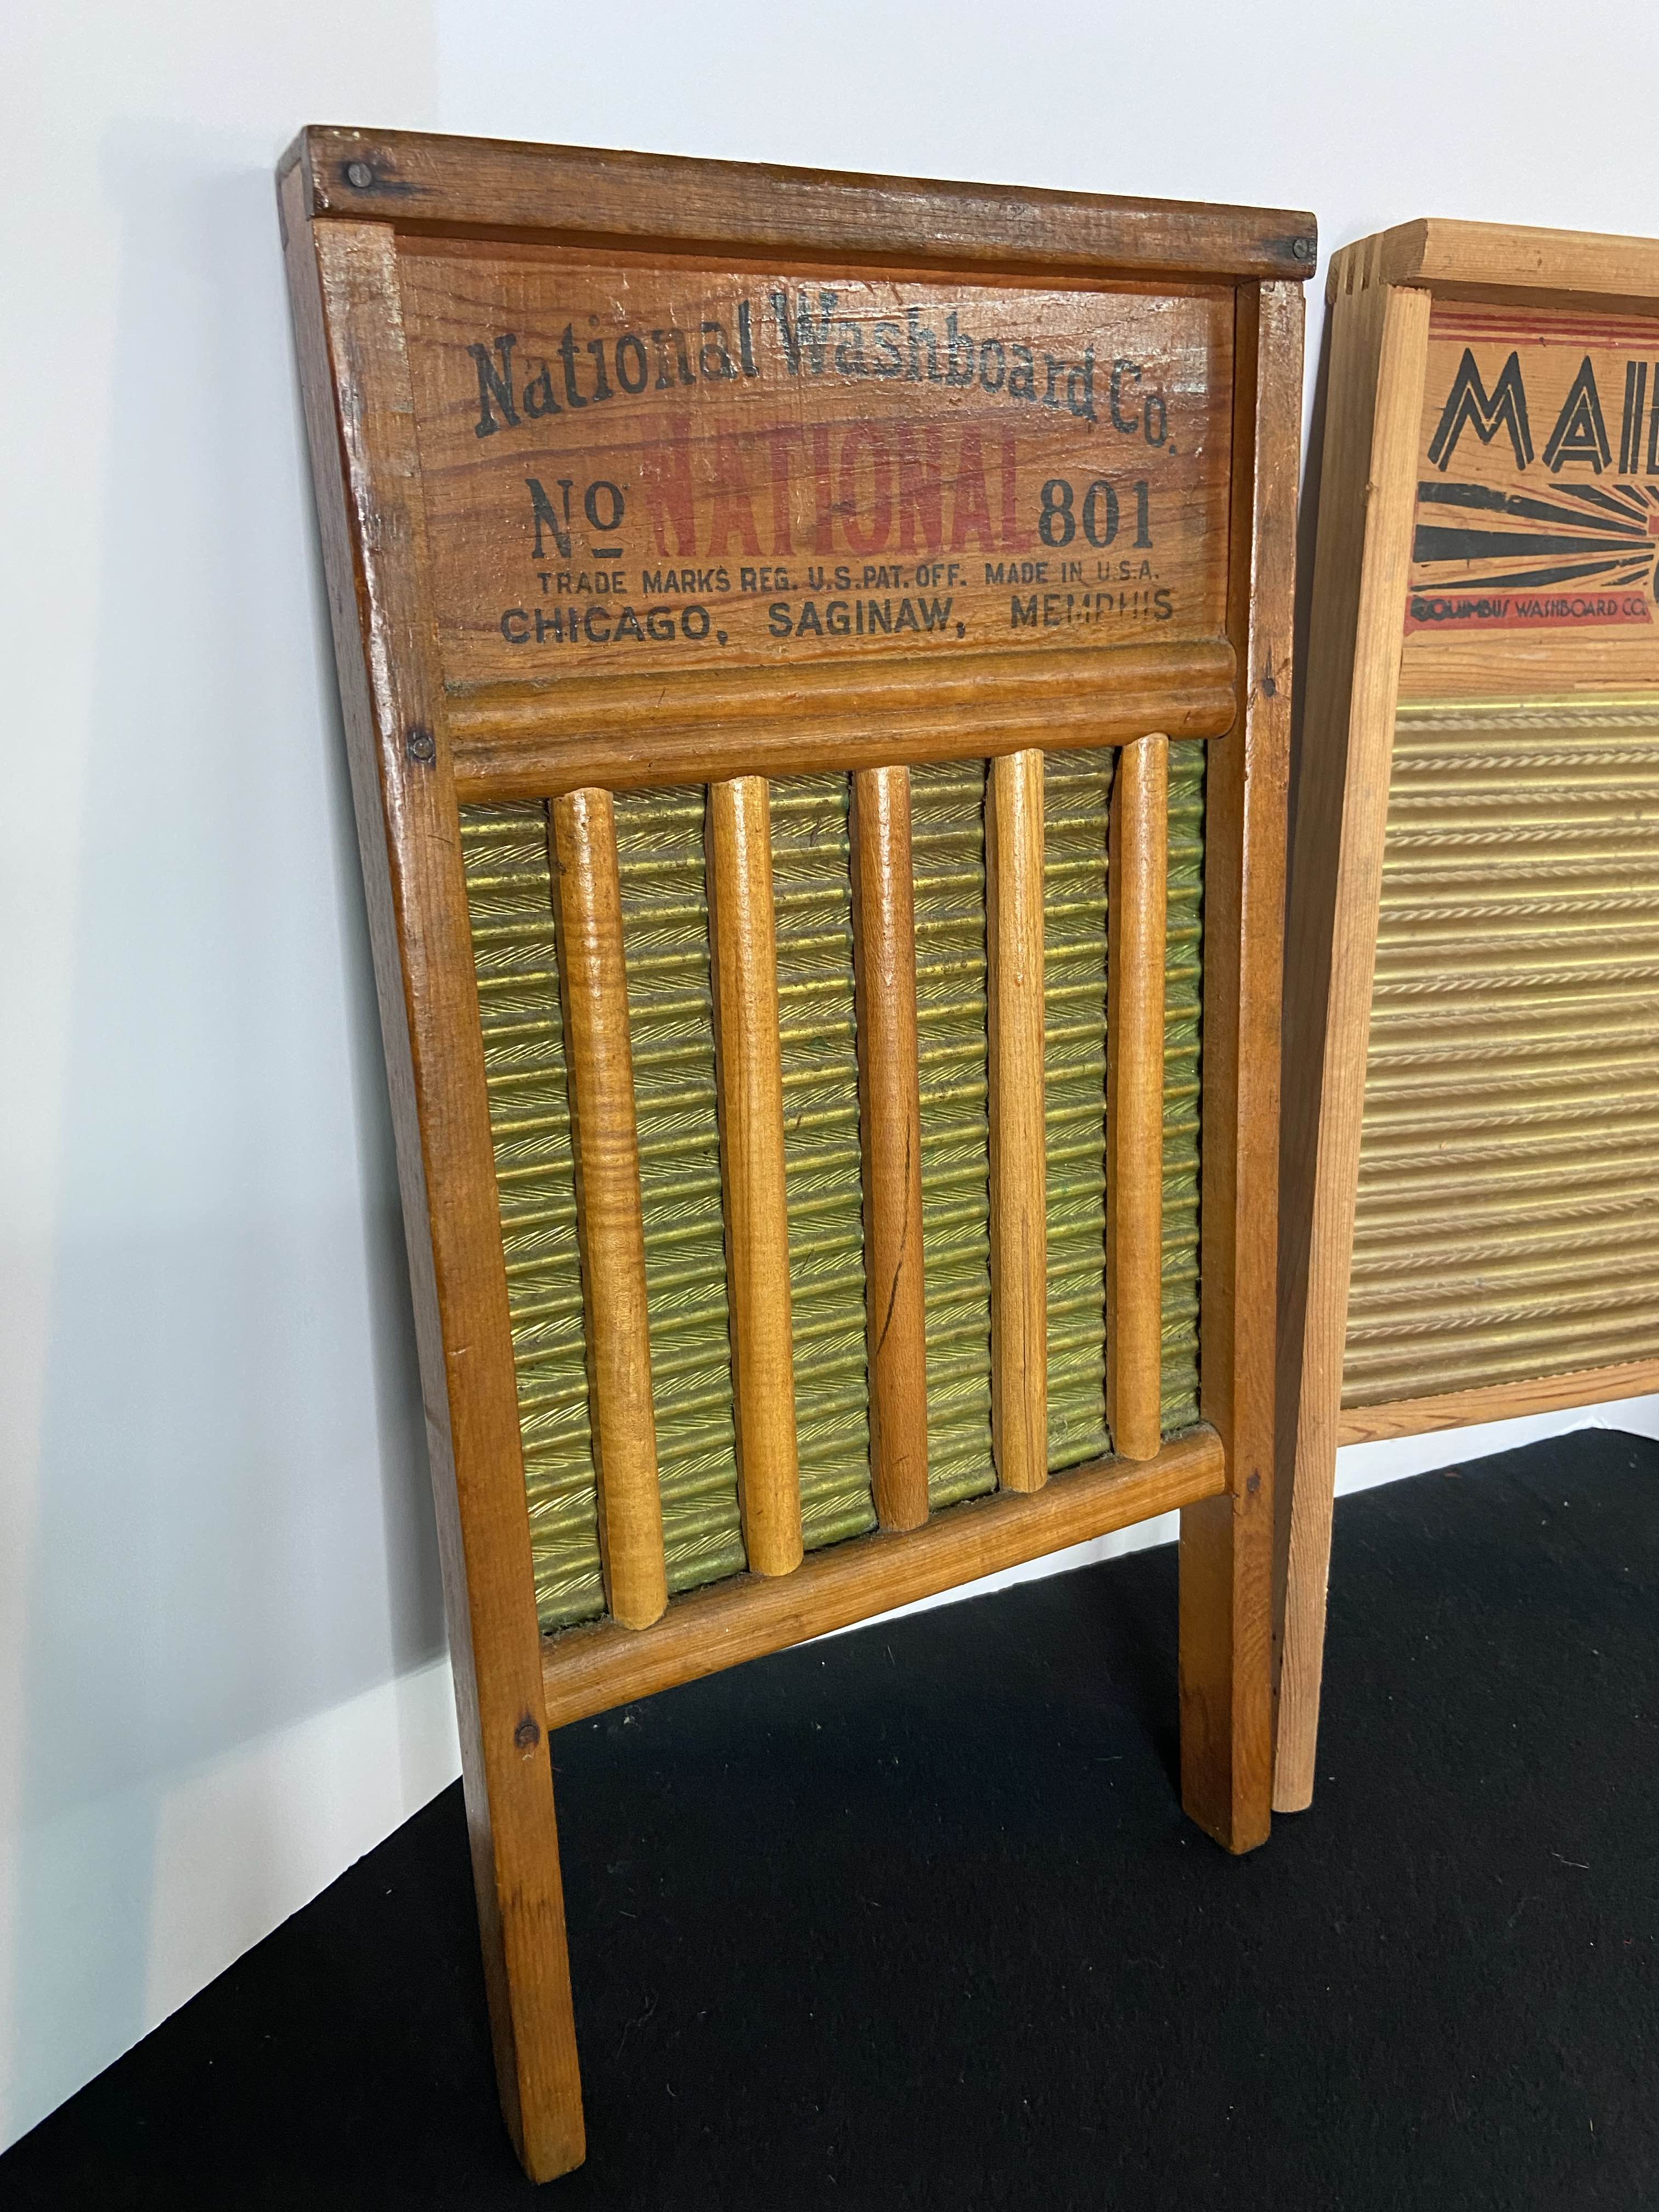 National Washboard Co.
No NATIONAL 801
TRADE MARKS REG. U.S. PAT. OFF. MADE IN U.S.A.
CHICAGO, SAGINAW, MEMPHIS
MAI
COLUMBUS WASHBOARD CO.